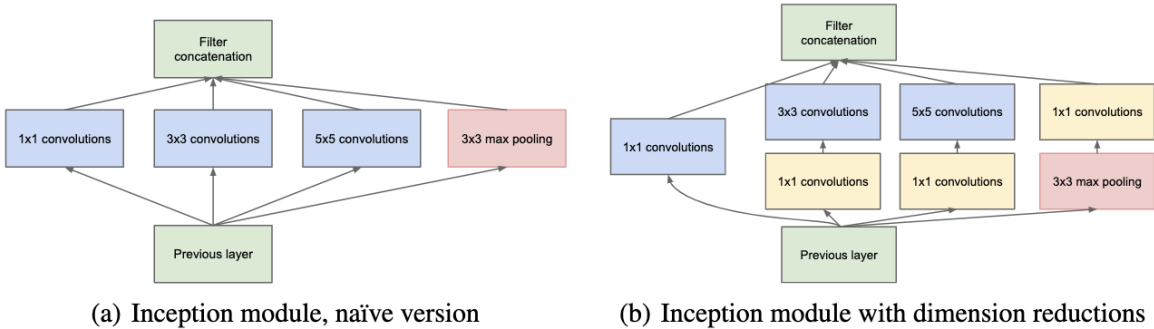 Filter
concatenation
1x1 convolutions
3x3 convolutions
5x5 convolutions
3x3 max pooling
Previous layer
(a) Inception module, naïve version
Filter
concatenation
3x3 convolutions
5x5 convolutions
1x1 convolutions
1x1 convolutions
1x1 convolutions
1x1 convolutions
3x3 max pooling
Previous layer
(b) Inception module with dimension reductions